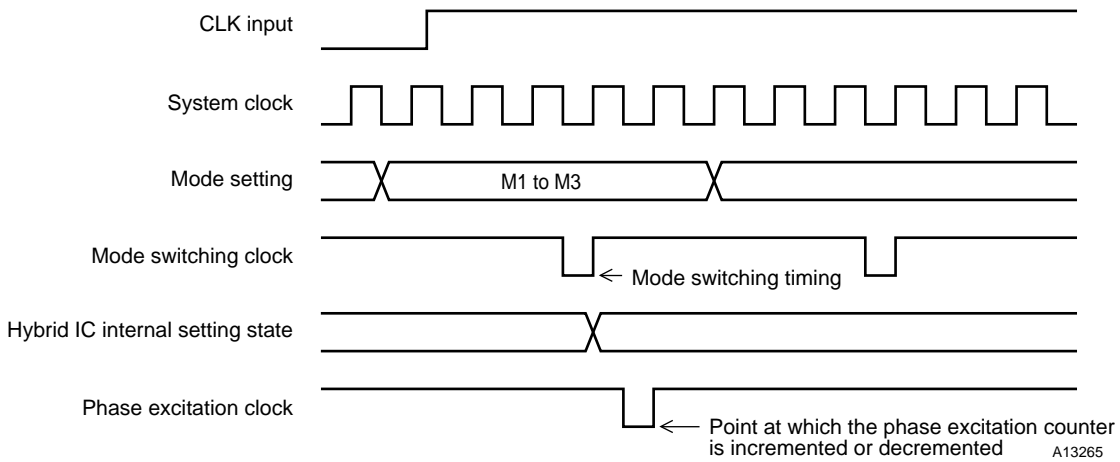 CLK input
System clock
Mode setting
M1 to M3
Mode switching clock
Mode switching timing
Hybrid IC internal setting state
Phase excitation clock
Point at which the phase excitation counter
is incremented or decremented
A13265